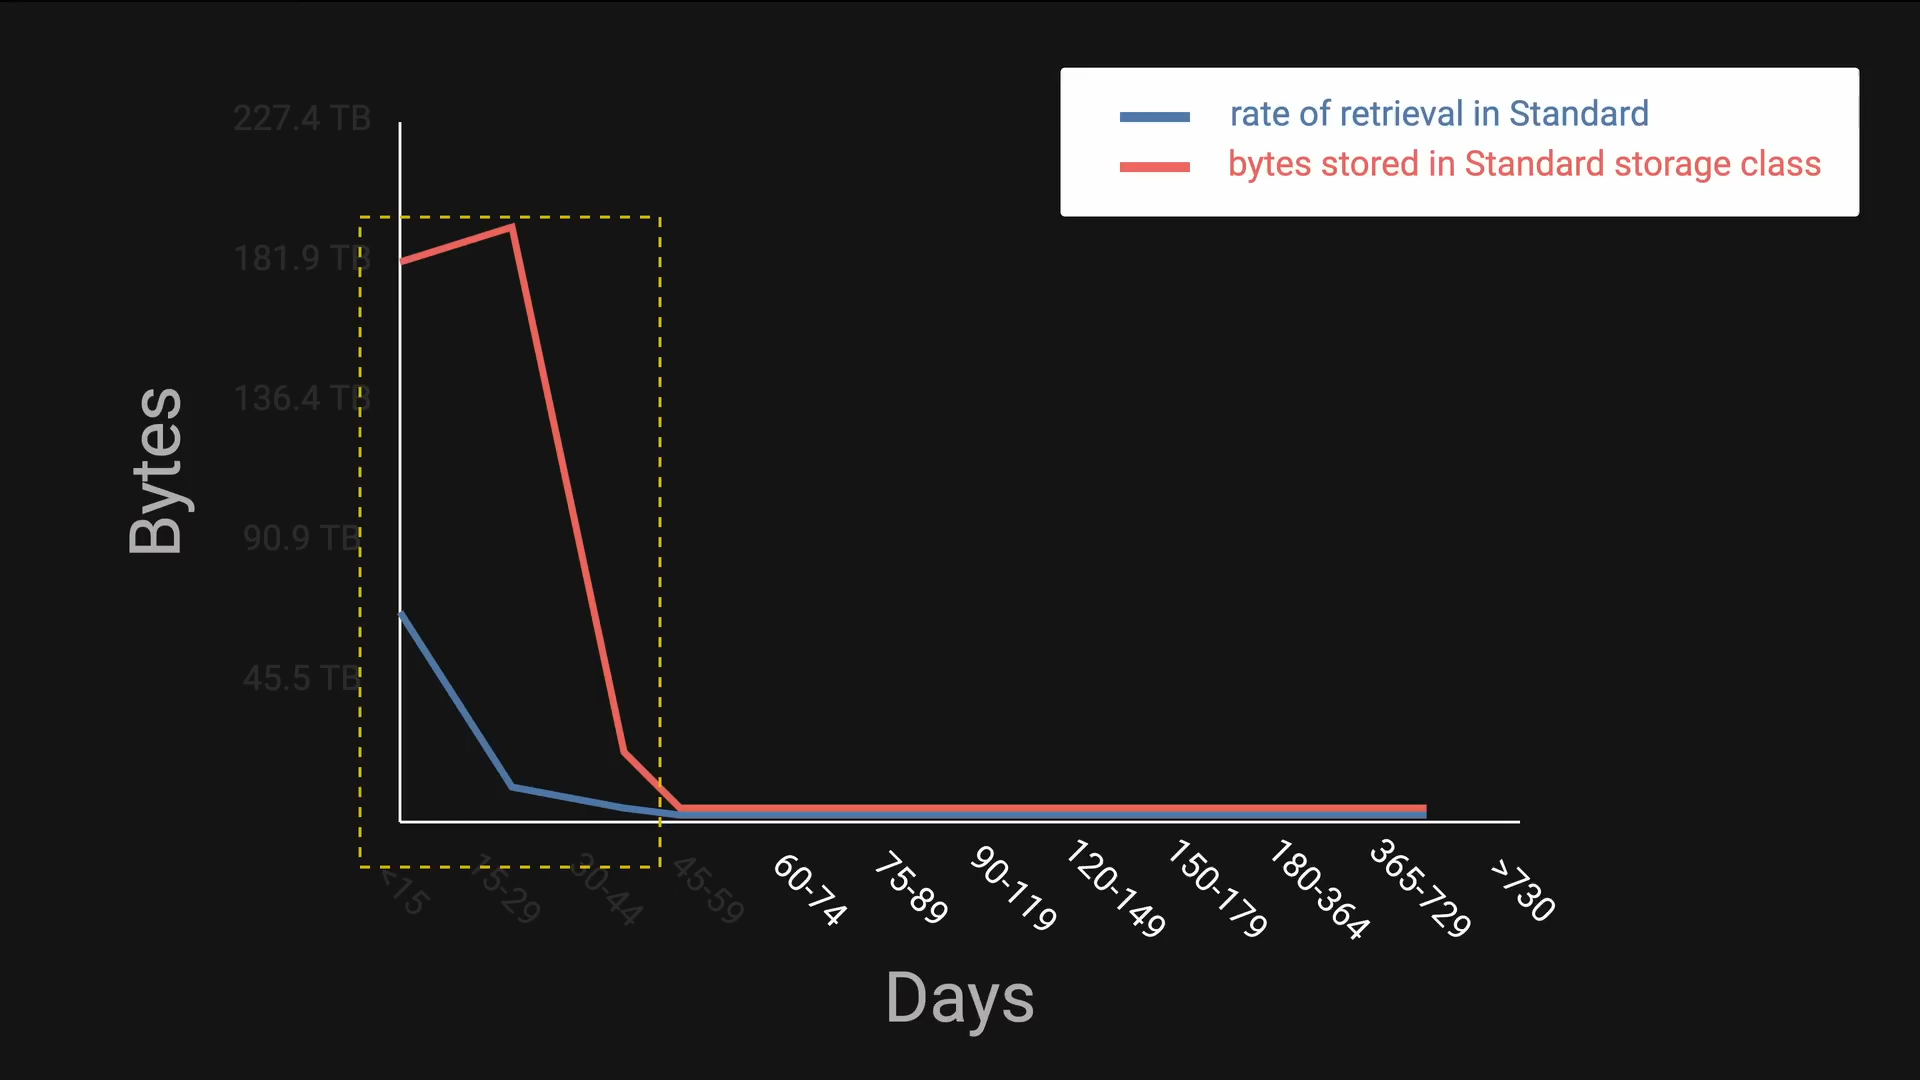 227.4 TB
181.9 TB
136.4 TB
90.9 TB
45.5 TB
Bytes
rate of retrieval in Standard
bytes stored in Standard storage class
<15
15-29
30-44
45-59
60-74
75-89
90-119
120-149
150-179
180-364
365-729
>730
Days